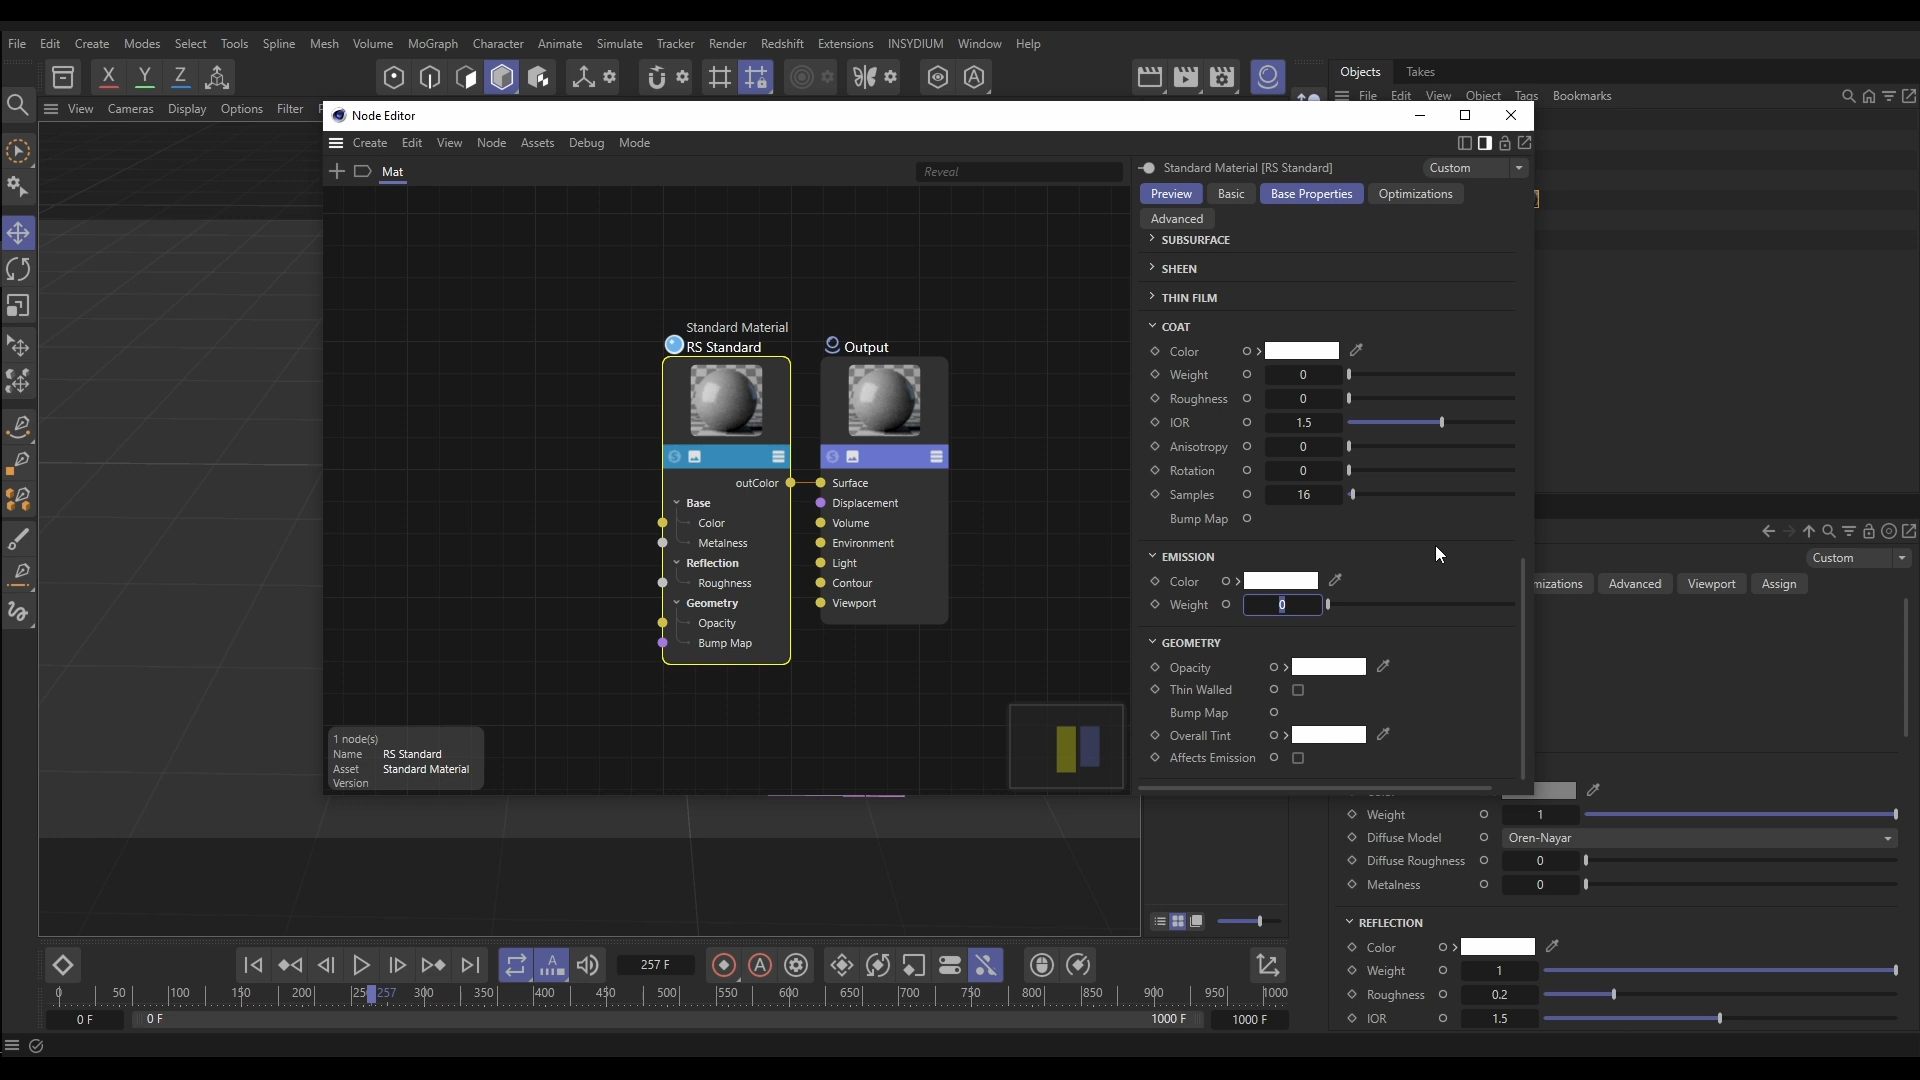 File Edit Create Modes Select Tools Spline Mesh Volume MoGraph Character Animate Simulate Tracker Render Redshift Extensions INSYDIUM Window Help
X Y Z
Objects Takes
File Edit View Object Tags Bookmarks
View Cameras Display Options Filter
Node Editor
Create Edit View Node Assets Debug Mode
Mat
Reveal
Standard Material [RS Standard]
Custom
Preview Basic Base Properties Optimizations
Advanced
SUBSURFACE
SHEEN
THIN FILM
COAT
Color
Weight 0
Roughness 0
IOR 1.5
Anisotropy 0
Rotation 0
Samples 16
Bump Map
EMISSION
Color
Weight 0
GEOMETRY
Opacity
Thin Walled
Bump Map
Overall Tint
Affects Emission
Standard Material
RS Standard
outColor
Base
Color
Metalness
Reflection
Roughness
Geometry
Opacity
Bump Map
Output
Surface
Displacement
Volume
Environment
Light
Contour
Viewport
1 node(s)
Name RS Standard
Asset Standard Material
Version
Custom
mizations Advanced Viewport Assign
Weight 1
Diffuse Model Oren-Nayar
Diffuse Roughness 0
Metalness 0
REFLECTION
Color
Weight 1
Roughness 0.2
IOR 1.5
257 F
0 50 100 150 200 25 257 300 350 400 450 500 550 600 650 700 750 800 850 900 950 1000
0 F 0 F 1000 F 1000 F